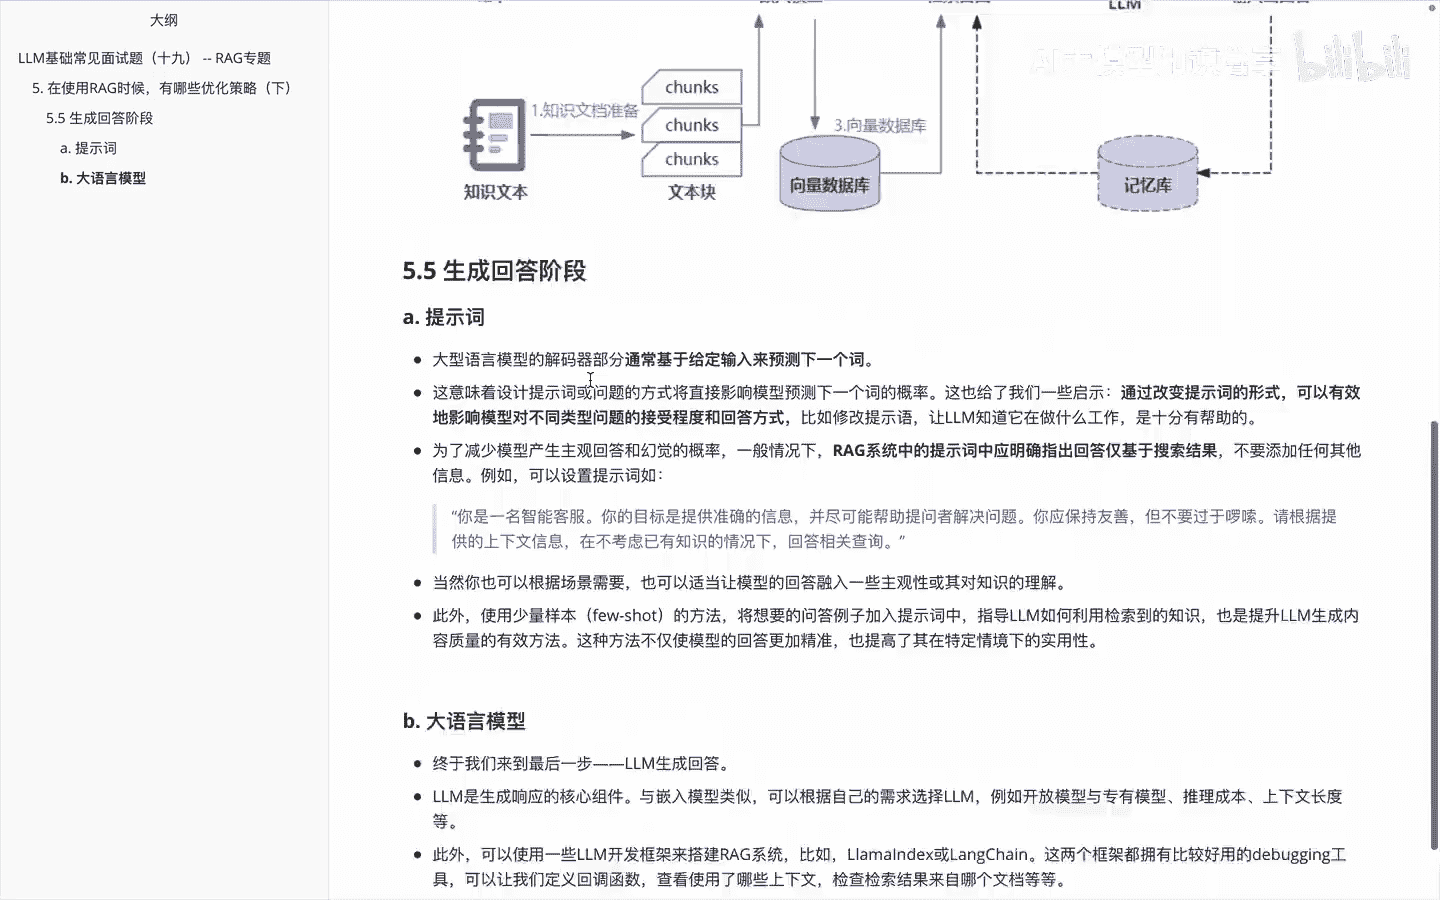 大纲
LLM基础常见面试题（十九） -- RAG专题
5. 在使用RAG时候，有哪些优化策略（下）
5.5 生成回答阶段
a. 提示词
b. 大语言模型
LLM
chunks
chunks
chunks
1.知识文档准备
3.向量数据库
知识文本
文本块
向量数据库
记忆库
bilibili
5.5 生成回答阶段
a. 提示词
大型语言模型的解码器部分通常基于给定输入来预测下一个词。
这意味着设计提示词或问题的方式将直接影响模型预测下一个词的概率。这也给了我们一些启示：通过改变提示词的形式，可以有效
地影响模型对不同类型问题的接受程度和回答方式，比如修改提示语，让LLM知道它在做什么工作，是十分有帮助的。
为了减少模型产生主观回答和幻觉的概率，一般情况下，RAG系统中的提示词中应明确指出回答仅基于搜索结果，不要添加任何其他
信息。例如，可以设置提示词如：
“你是一名智能客服。你的目标是提供准确的信息，并尽可能帮助提问者解决问题。你应保持友善，但不要过于啰嗦。请根据提
供的上下文信息，在不考虑已有知识的情况下，回答相关查询。”
当然你也可以根据场景需要，也可以适当让模型的回答融入一些主观性或其对知识的理解。
此外，使用少量样本（few-shot）的方法，将想要的问答例子加入提示词中，指导LLM如何利用检索到的知识，也是提升LLM生成内
容质量的有效方法。这种方法不仅使模型的回答更加精准，也提高了其在特定情境下的实用性。
b. 大语言模型
终于我们来到最后一步——LLM生成回答。
LLM是生成响应的核心组件。与嵌入模型类似，可以根据自己的需求选择LLM，例如开放模型与专有模型、推理成本、上下文长度
等。
此外，可以使用一些LLM开发框架来搭建RAG系统，比如，LlamaIndex或LangChain。这两个框架都拥有比较好用的debugging工
具，可以让我们定义回调函数，查看使用了哪些上下文，检查检索结果来自哪个文档等等。